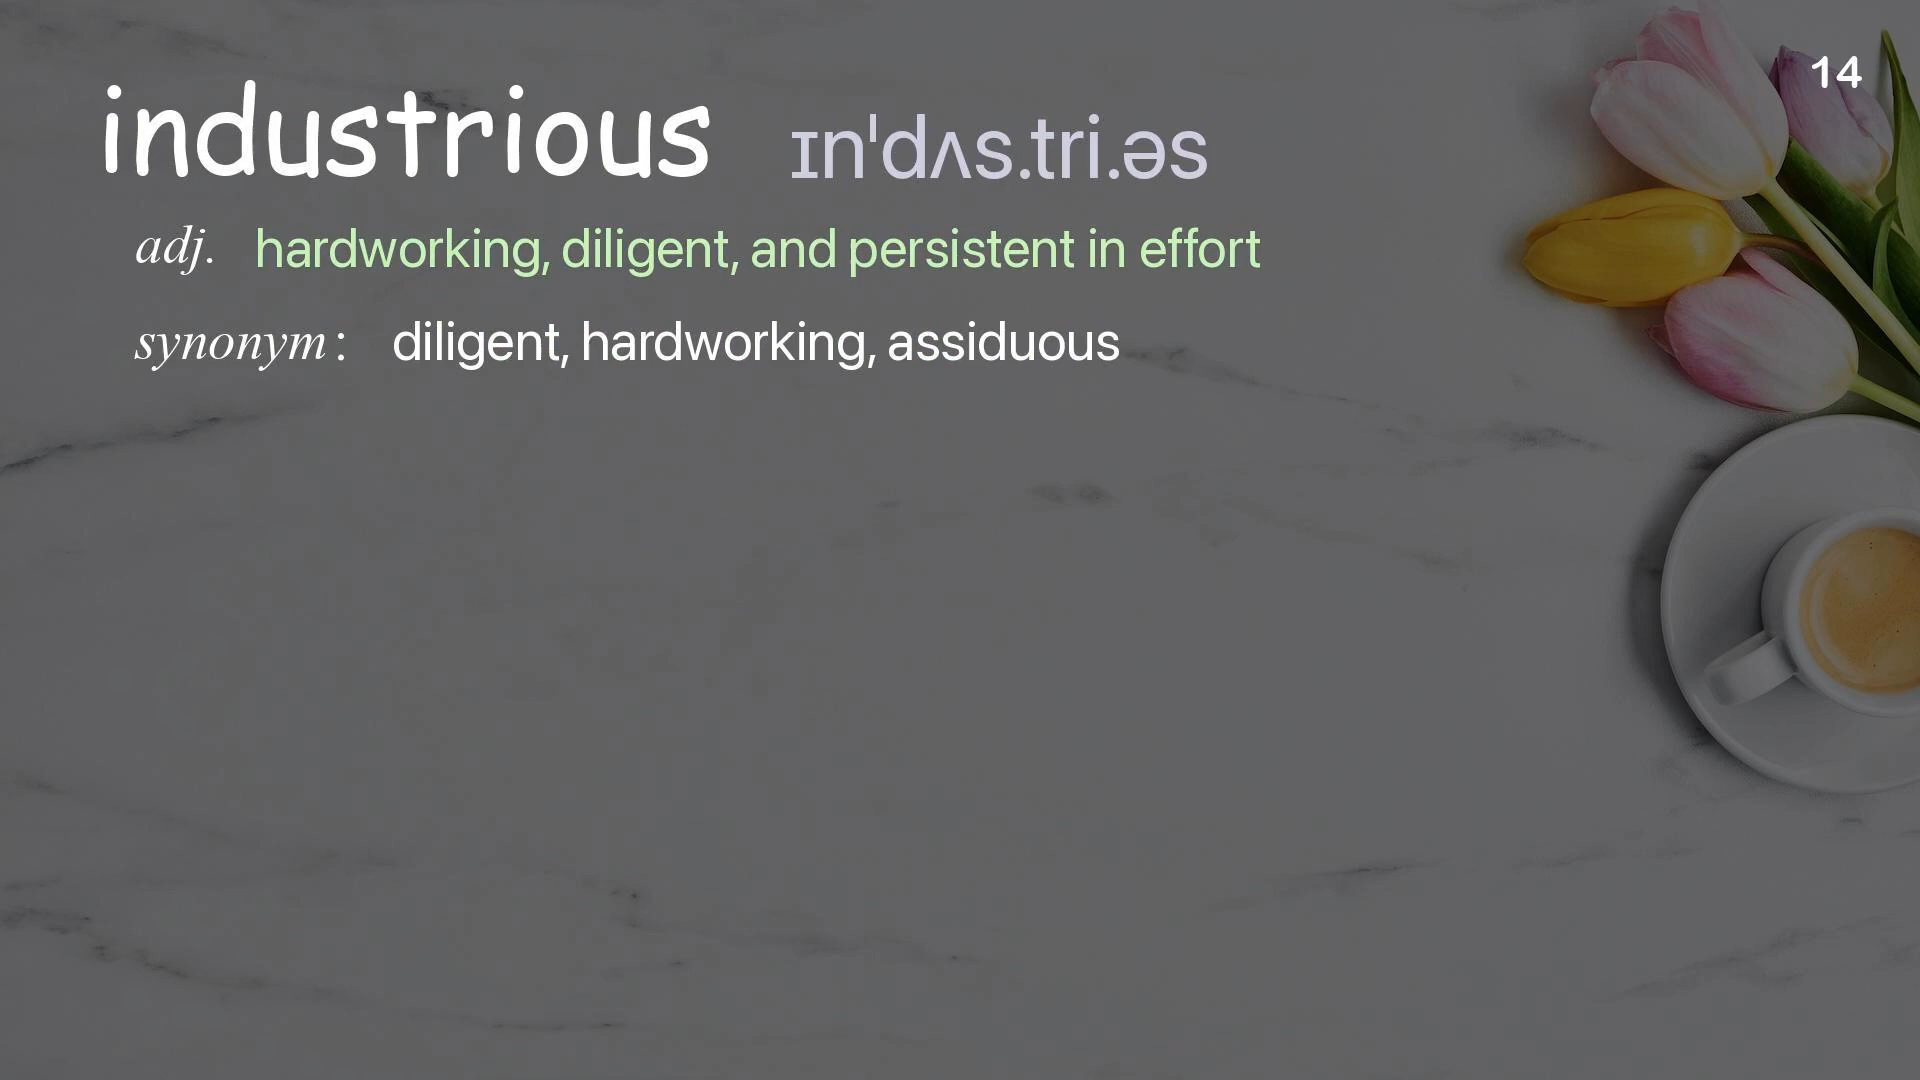 14
industrious ɪnˈdʌs.tri.əs
adj. hardworking, diligent, and persistent in effort
synonym : diligent, hardworking, assiduous